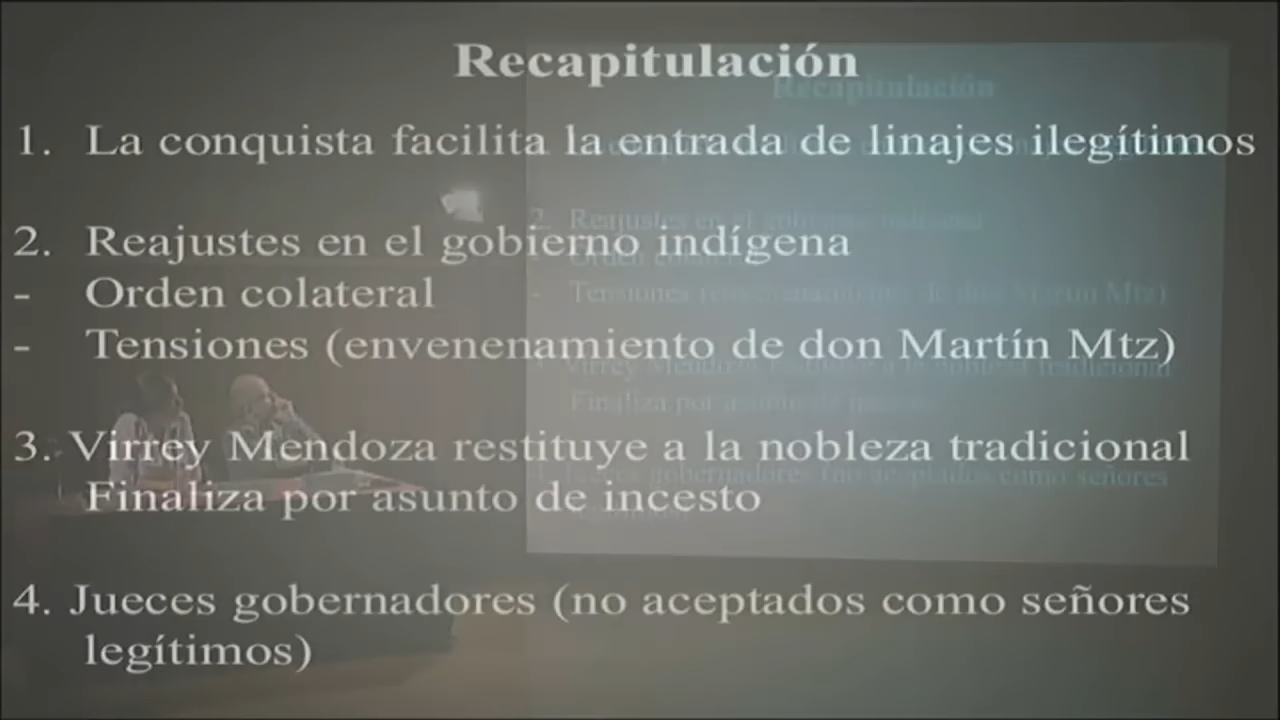 Recapitulación
1. La conquista facilita la entrada de linajes ilegítimos
2. Reajustes en el gobierno indígena
- Orden colateral
- Tensiones (envenenamiento de don Martín Mtz)
3. Virrey Mendoza restituye a la nobleza tradicional
Finaliza por asunto de incesto
4. Jueces gobernadores (no aceptados como señores
legítimos)